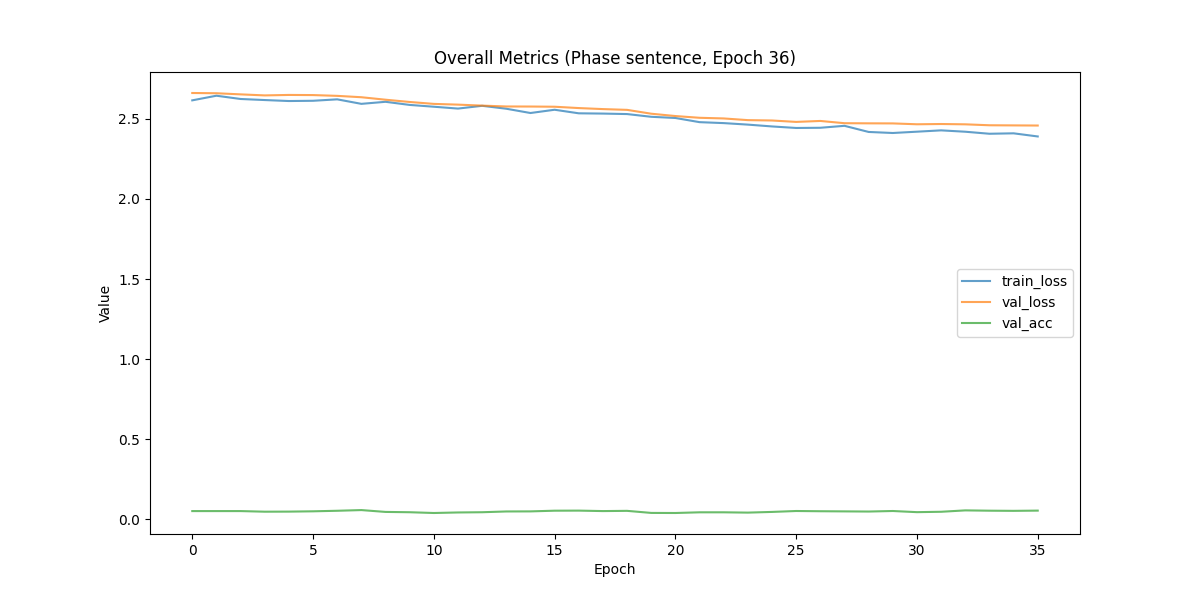 Overall Metrics (Phase sentence, Epoch 36)
2.5
2.0
1.5
1.0
0.5
0.0
Value
train_loss
val_loss
val_acc
0 5 10 15 20 25 30 35
Epoch